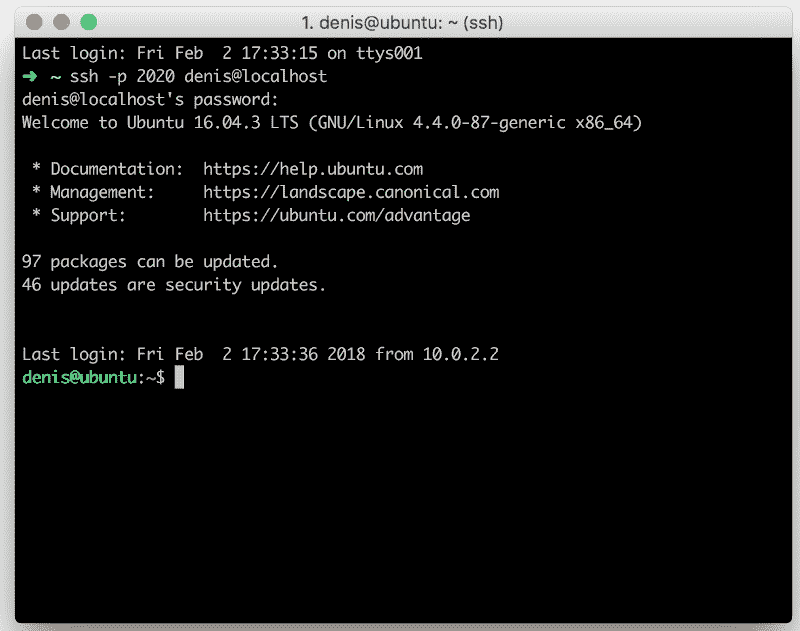 1. denis@ubuntu: ~ (ssh)
Last login: Fri Feb  2 17:33:15 on ttys001
➜  ~ ssh -p 2020 denis@localhost
denis@localhost's password:
Welcome to Ubuntu 16.04.3 LTS (GNU/Linux 4.4.0-87-generic x86_64)

 * Documentation:  https://help.ubuntu.com
 * Management:     https://landscape.canonical.com
 * Support:        https://ubuntu.com/advantage

97 packages can be updated.
46 updates are security updates.


Last login: Fri Feb  2 17:33:36 2018 from 10.0.2.2
denis@ubuntu:~$